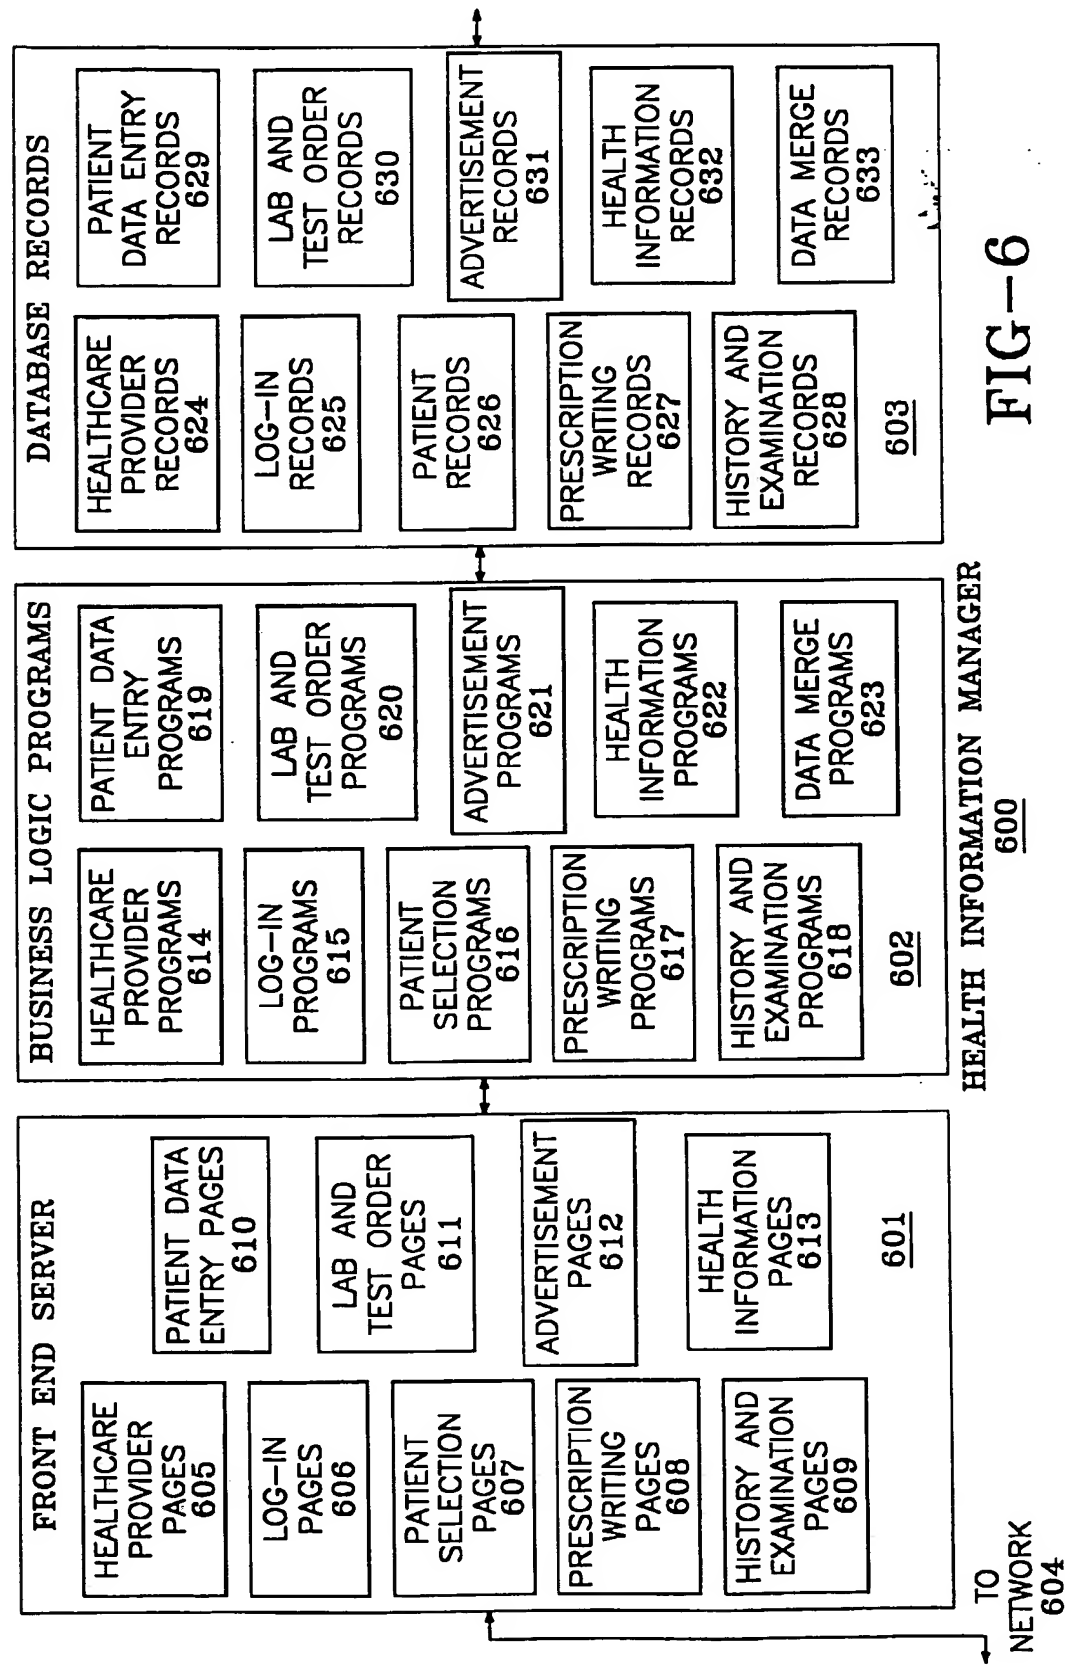 FRONT END SERVER
HEALTHCARE
PROVIDER
PAGES
605
LOG-IN
PAGES
606
PATIENT
SELECTION
PAGES
607
PRESCRIPTION
WRITING
PAGES
608
HISTORY AND
EXAMINATION
PAGES
609
PATIENT DATA
ENTRY PAGES
610
LAB AND
TEST ORDER
PAGES
611
ADVERTISEMENT
PAGES
612
HEALTH
INFORMATION
PAGES
613
601
TO
NETWORK
604
BUSINESS LOGIC PROGRAMS
HEALTHCARE
PROVIDER
PROGRAMS
614
LOG-IN
PROGRAMS
615
PATIENT
SELECTION
PROGRAMS
616
PRESCRIPTION
WRITING
PROGRAMS
617
HISTORY AND
EXAMINATION
PROGRAMS
618
PATIENT DATA
ENTRY
PROGRAMS
619
LAB AND
TEST ORDER
PROGRAMS
620
ADVERTISEMENT
PROGRAMS
621
HEALTH
INFORMATION
PROGRAMS
622
DATA MERGE
PROGRAMS
623
602
DATABASE RECORDS
HEALTHCARE
PROVIDER
RECORDS
624
LOG-IN
RECORDS
625
PATIENT
RECORDS
626
PRESCRIPTION
WRITING
RECORDS
627
HISTORY AND
EXAMINATION
RECORDS
628
PATIENT
DATA ENTRY
RECORDS
629
LAB AND
TEST ORDER
RECORDS
630
ADVERTISEMENT
RECORDS
631
HEALTH
INFORMATION
RECORDS
632
DATA MERGE
RECORDS
633
603
HEALTH INFORMATION MANAGER
600
FIG-6